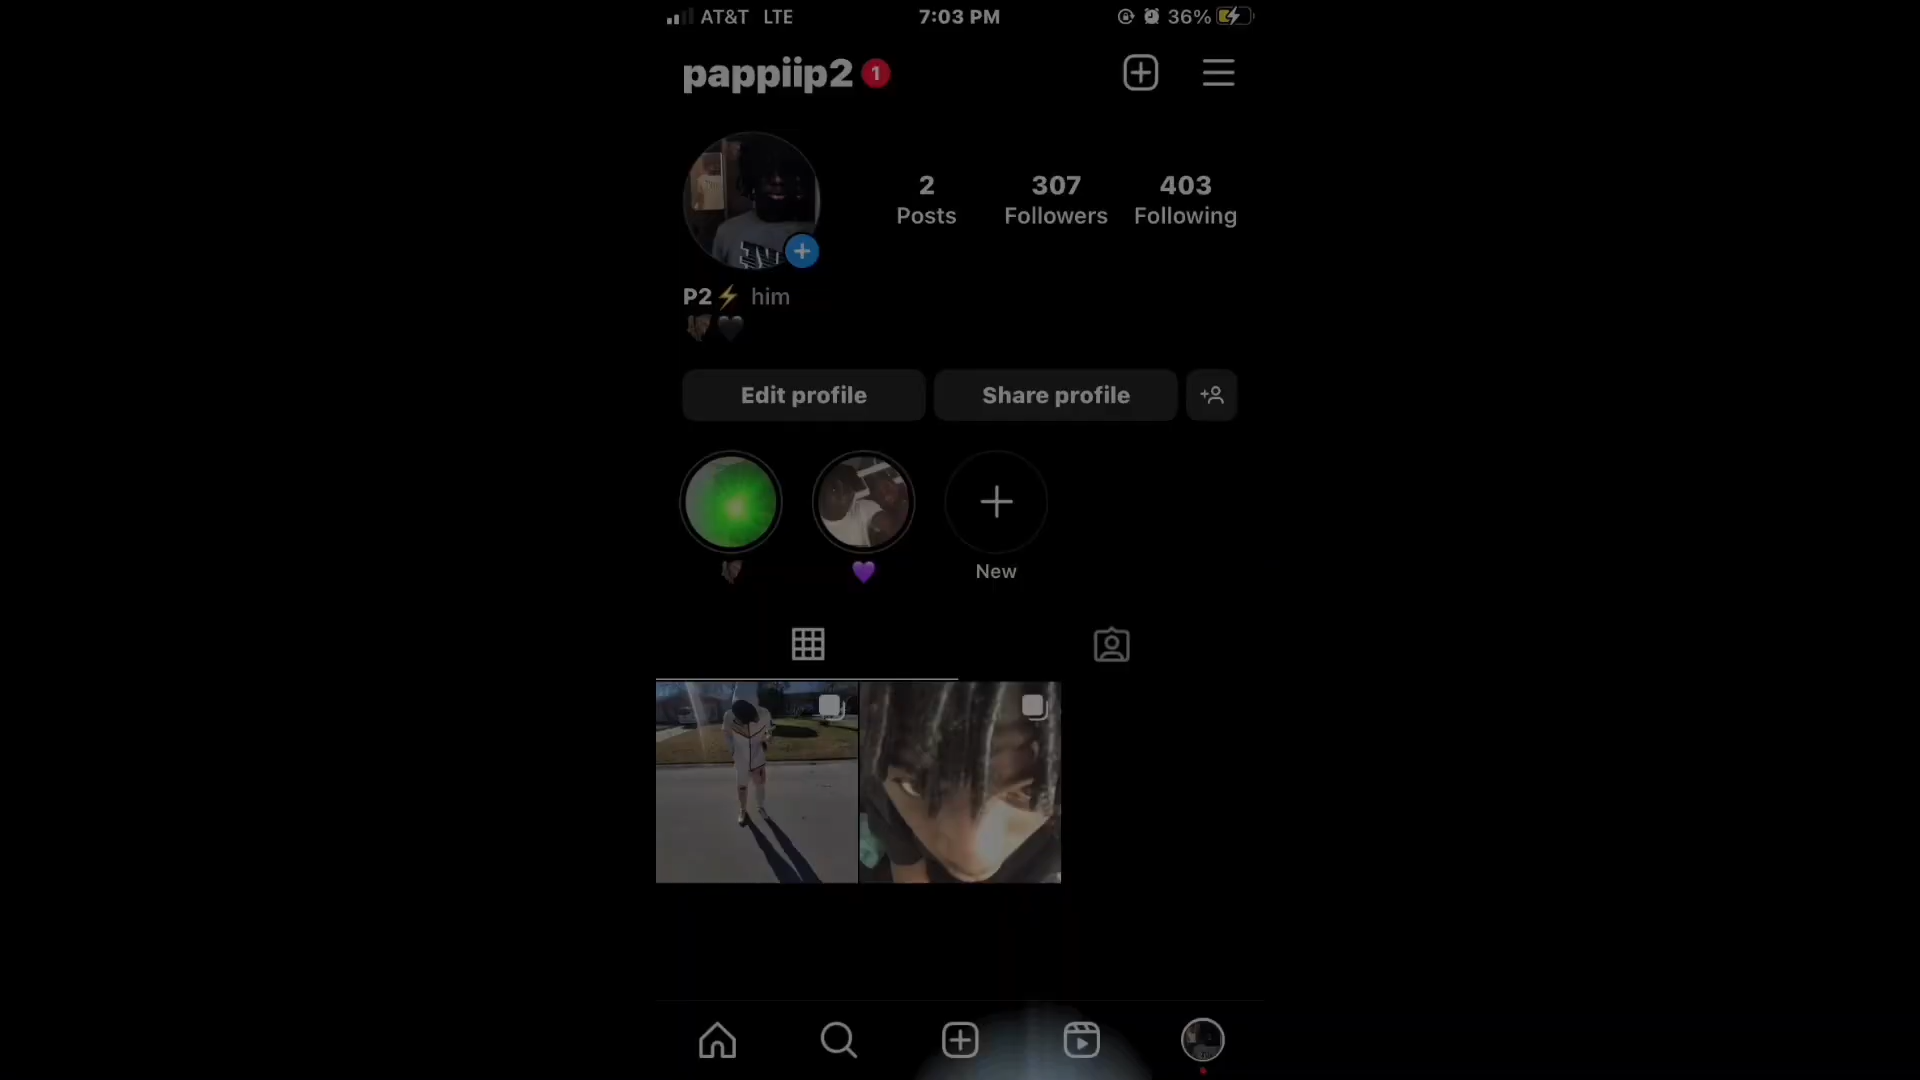 AT&T LTE 7:03 PM 36%
pappiip2 1
2 307 403
Posts Followers Following
P2⚡ him
Edit profile Share profile
New